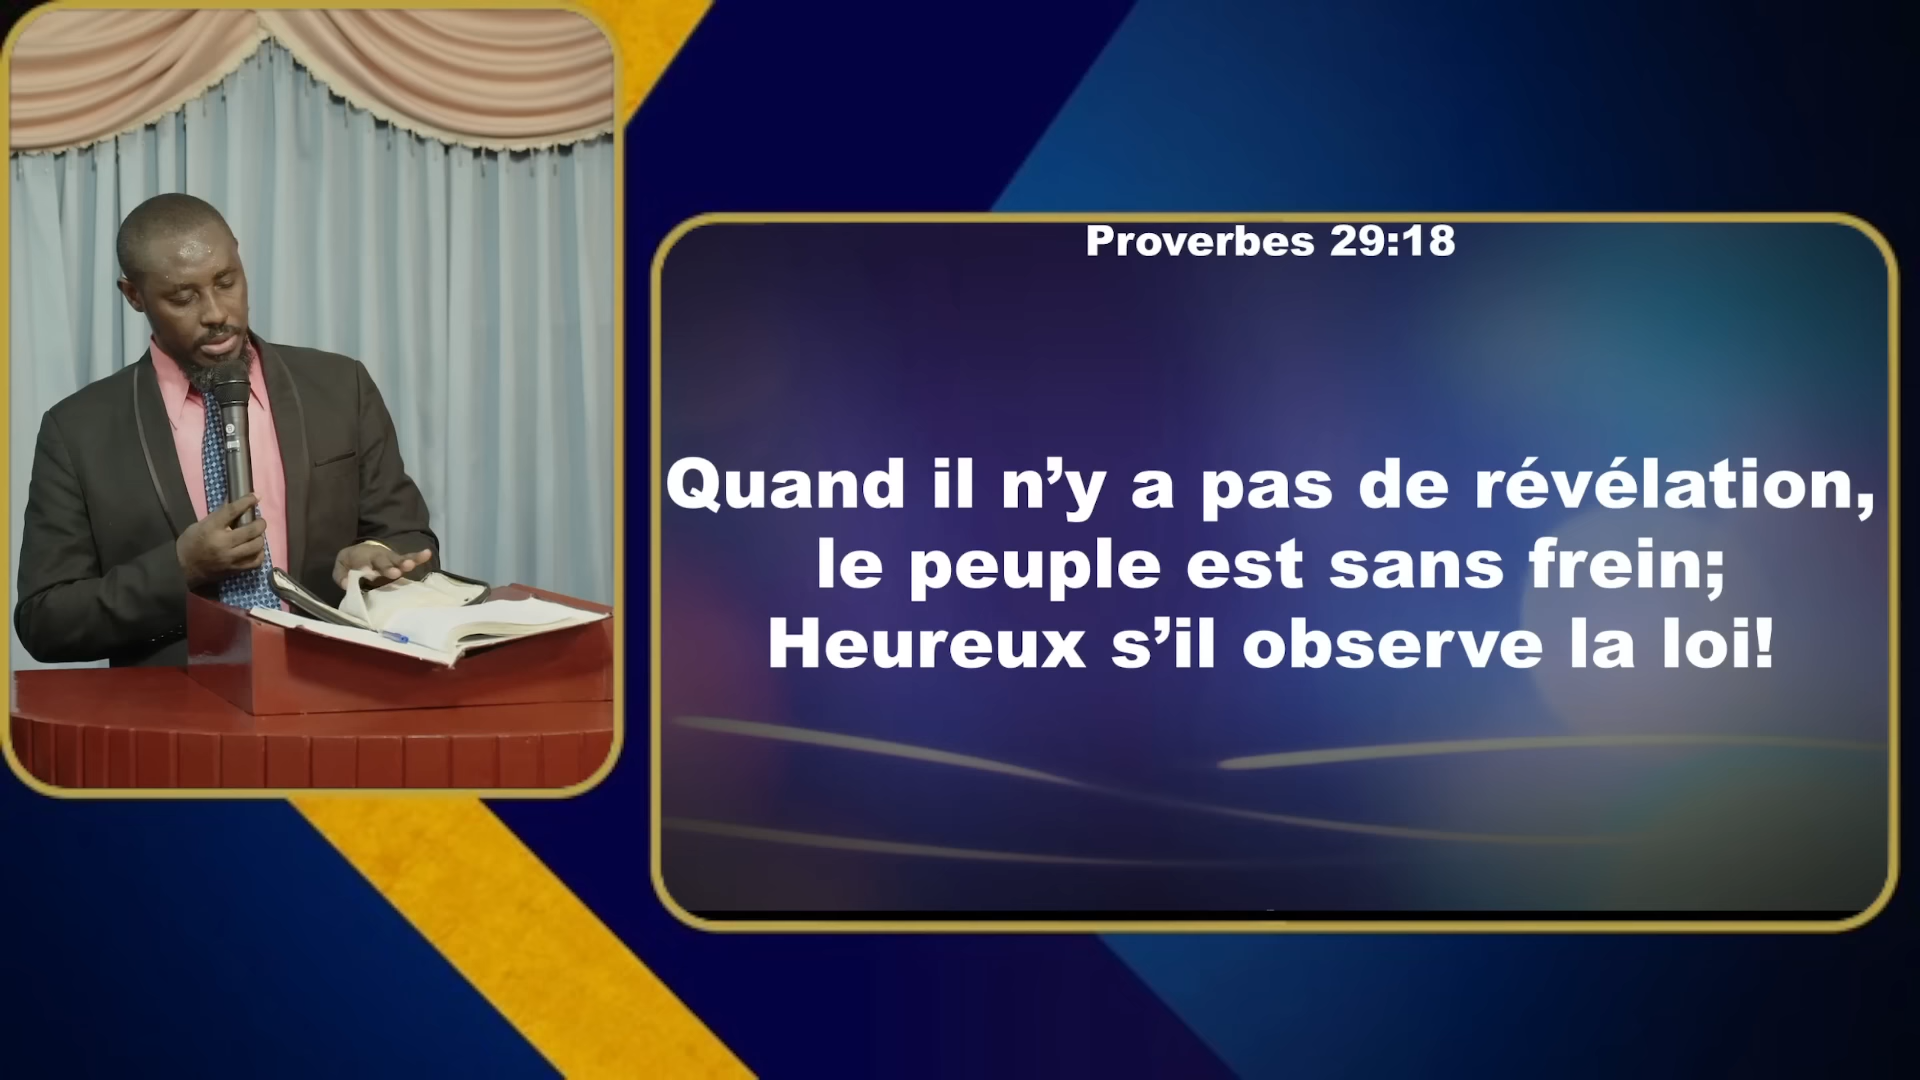 Proverbes 29:18
Quand il n’y a pas de révélation,
le peuple est sans frein;
Heureux s’il observe la loi!